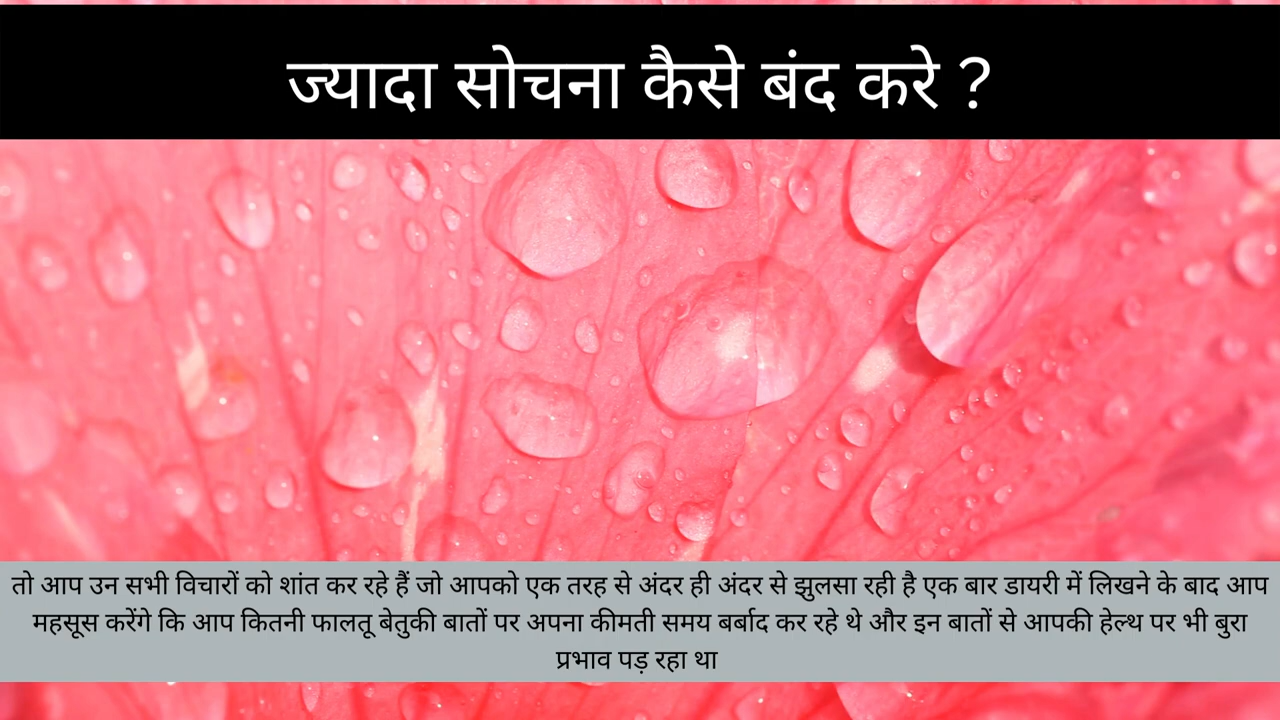 ज्यादा सोचना कैसे बंद करे ?
तो आप उन सभी विचारों को शांत कर रहे हैं जो आपको एक तरह से अंदर ही अंदर से झुलसा रही है एक बार डायरी में लिखने के बाद आप
महसूस करेंगे कि आप कितनी फालतू बेतुकी बातों पर अपना कीमती समय बर्बाद कर रहे थे और इन बातों से आपकी हेल्थ पर भी बुरा
प्रभाव पड़ रहा था